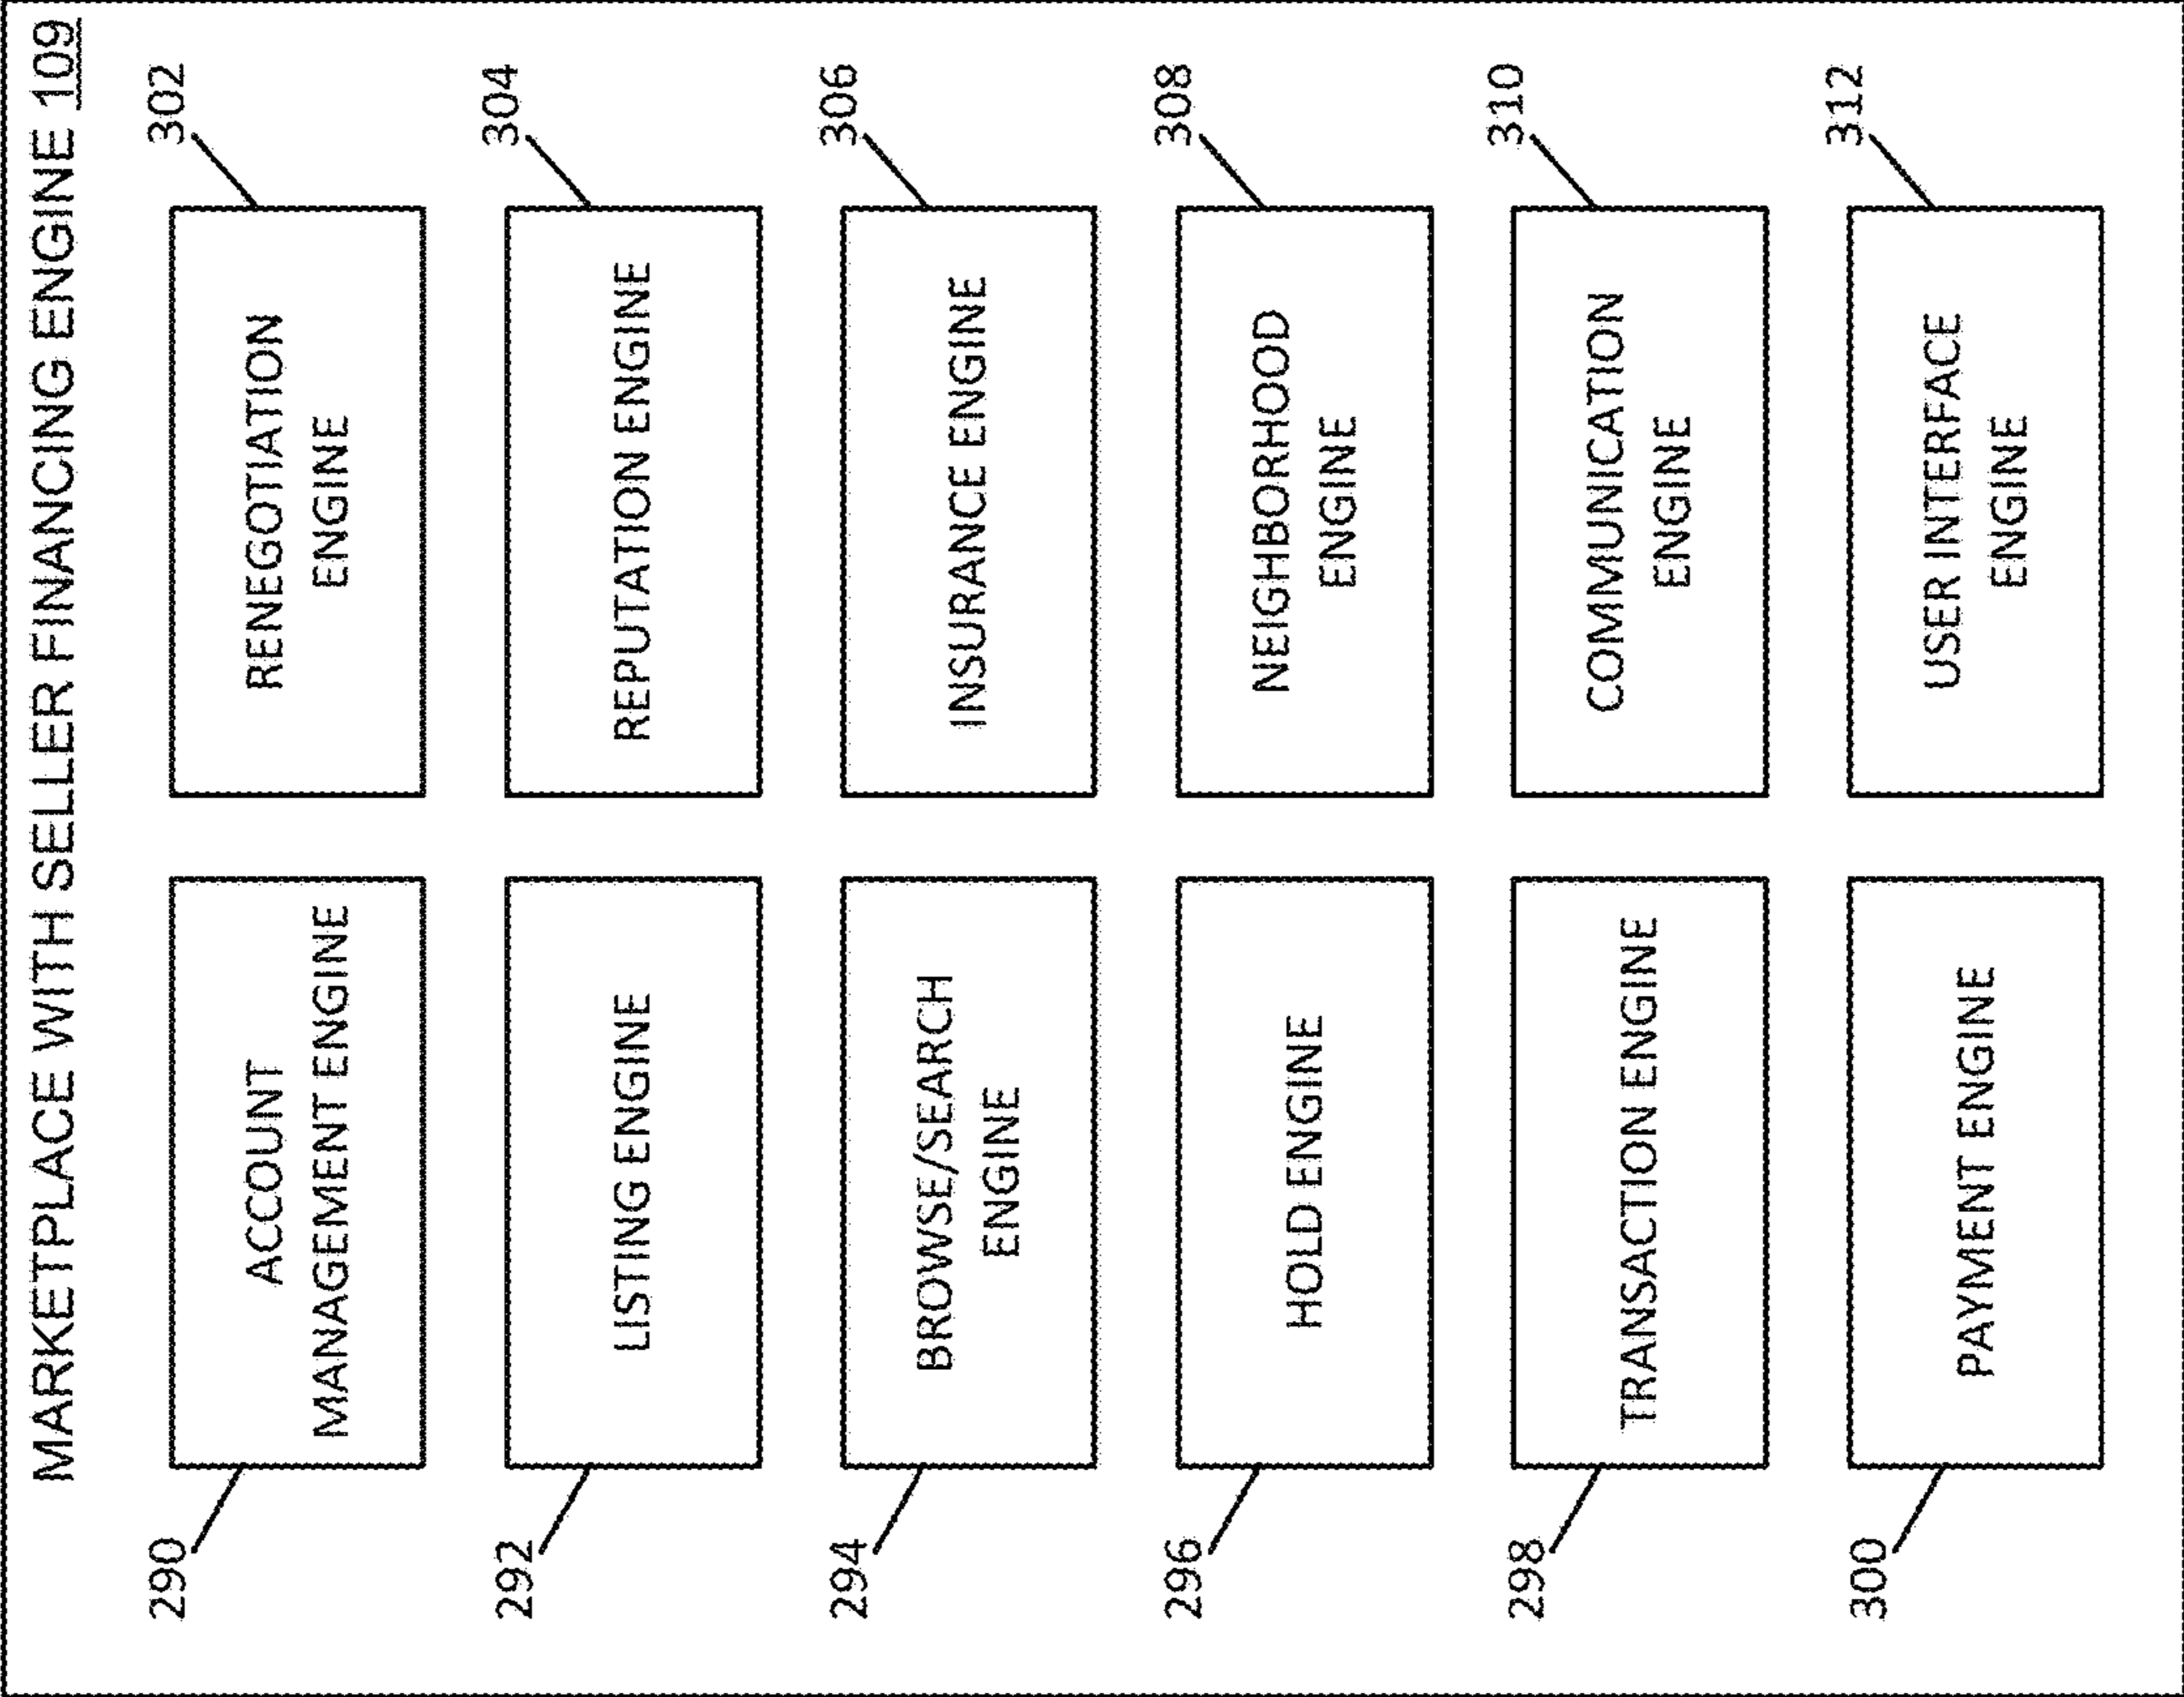 MARKETPLACE WITH SELLER FINANCING ENGINE 109
290
ACCOUNT
MANAGEMENT ENGINE
RENEGOTIATION
ENGINE
302
292
LISTING ENGINE
REPUTATION ENGINE
304
294
BROWSE/SEARCH
ENGINE
INSURANCE ENGINE
306
296
HOLD ENGINE
NEIGHBORHOOD
ENGINE
308
298
TRANSACTION ENGINE
COMMUNICATION
ENGINE
310
300
PAYMENT ENGINE
USER INTERFACE
ENGINE
312